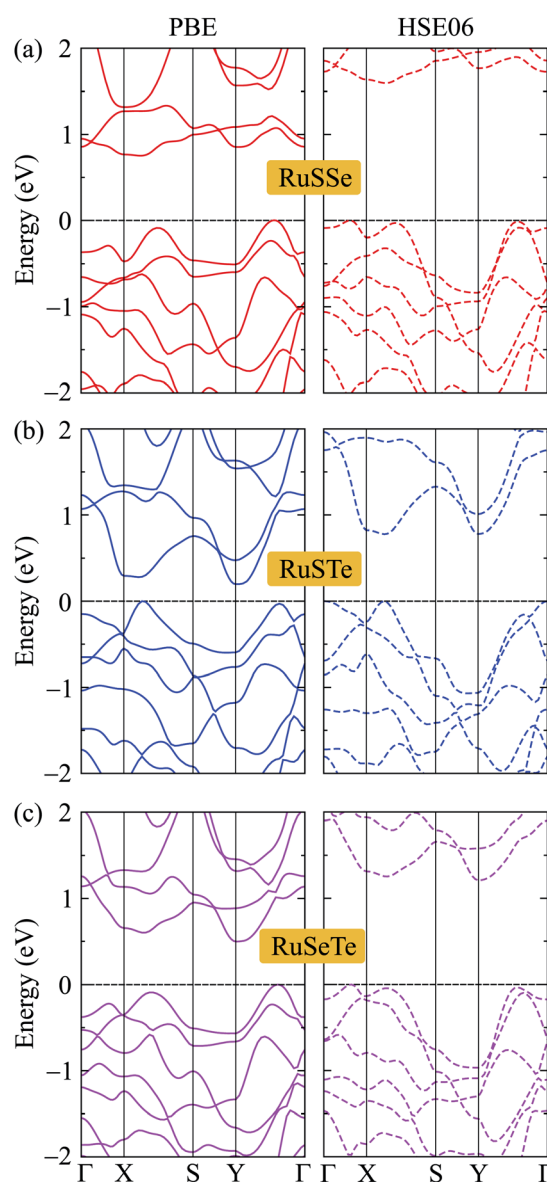 PBE HSE06
(a)
2
1
0
−1
−2
Energy (eV)
RuSSe
(b)
2
1
0
−1
−2
Energy (eV)
RuSTe
(c)
2
1
0
−1
−2
Energy (eV)
RuSeTe
Γ X S Y Γ Γ X S Y Γ